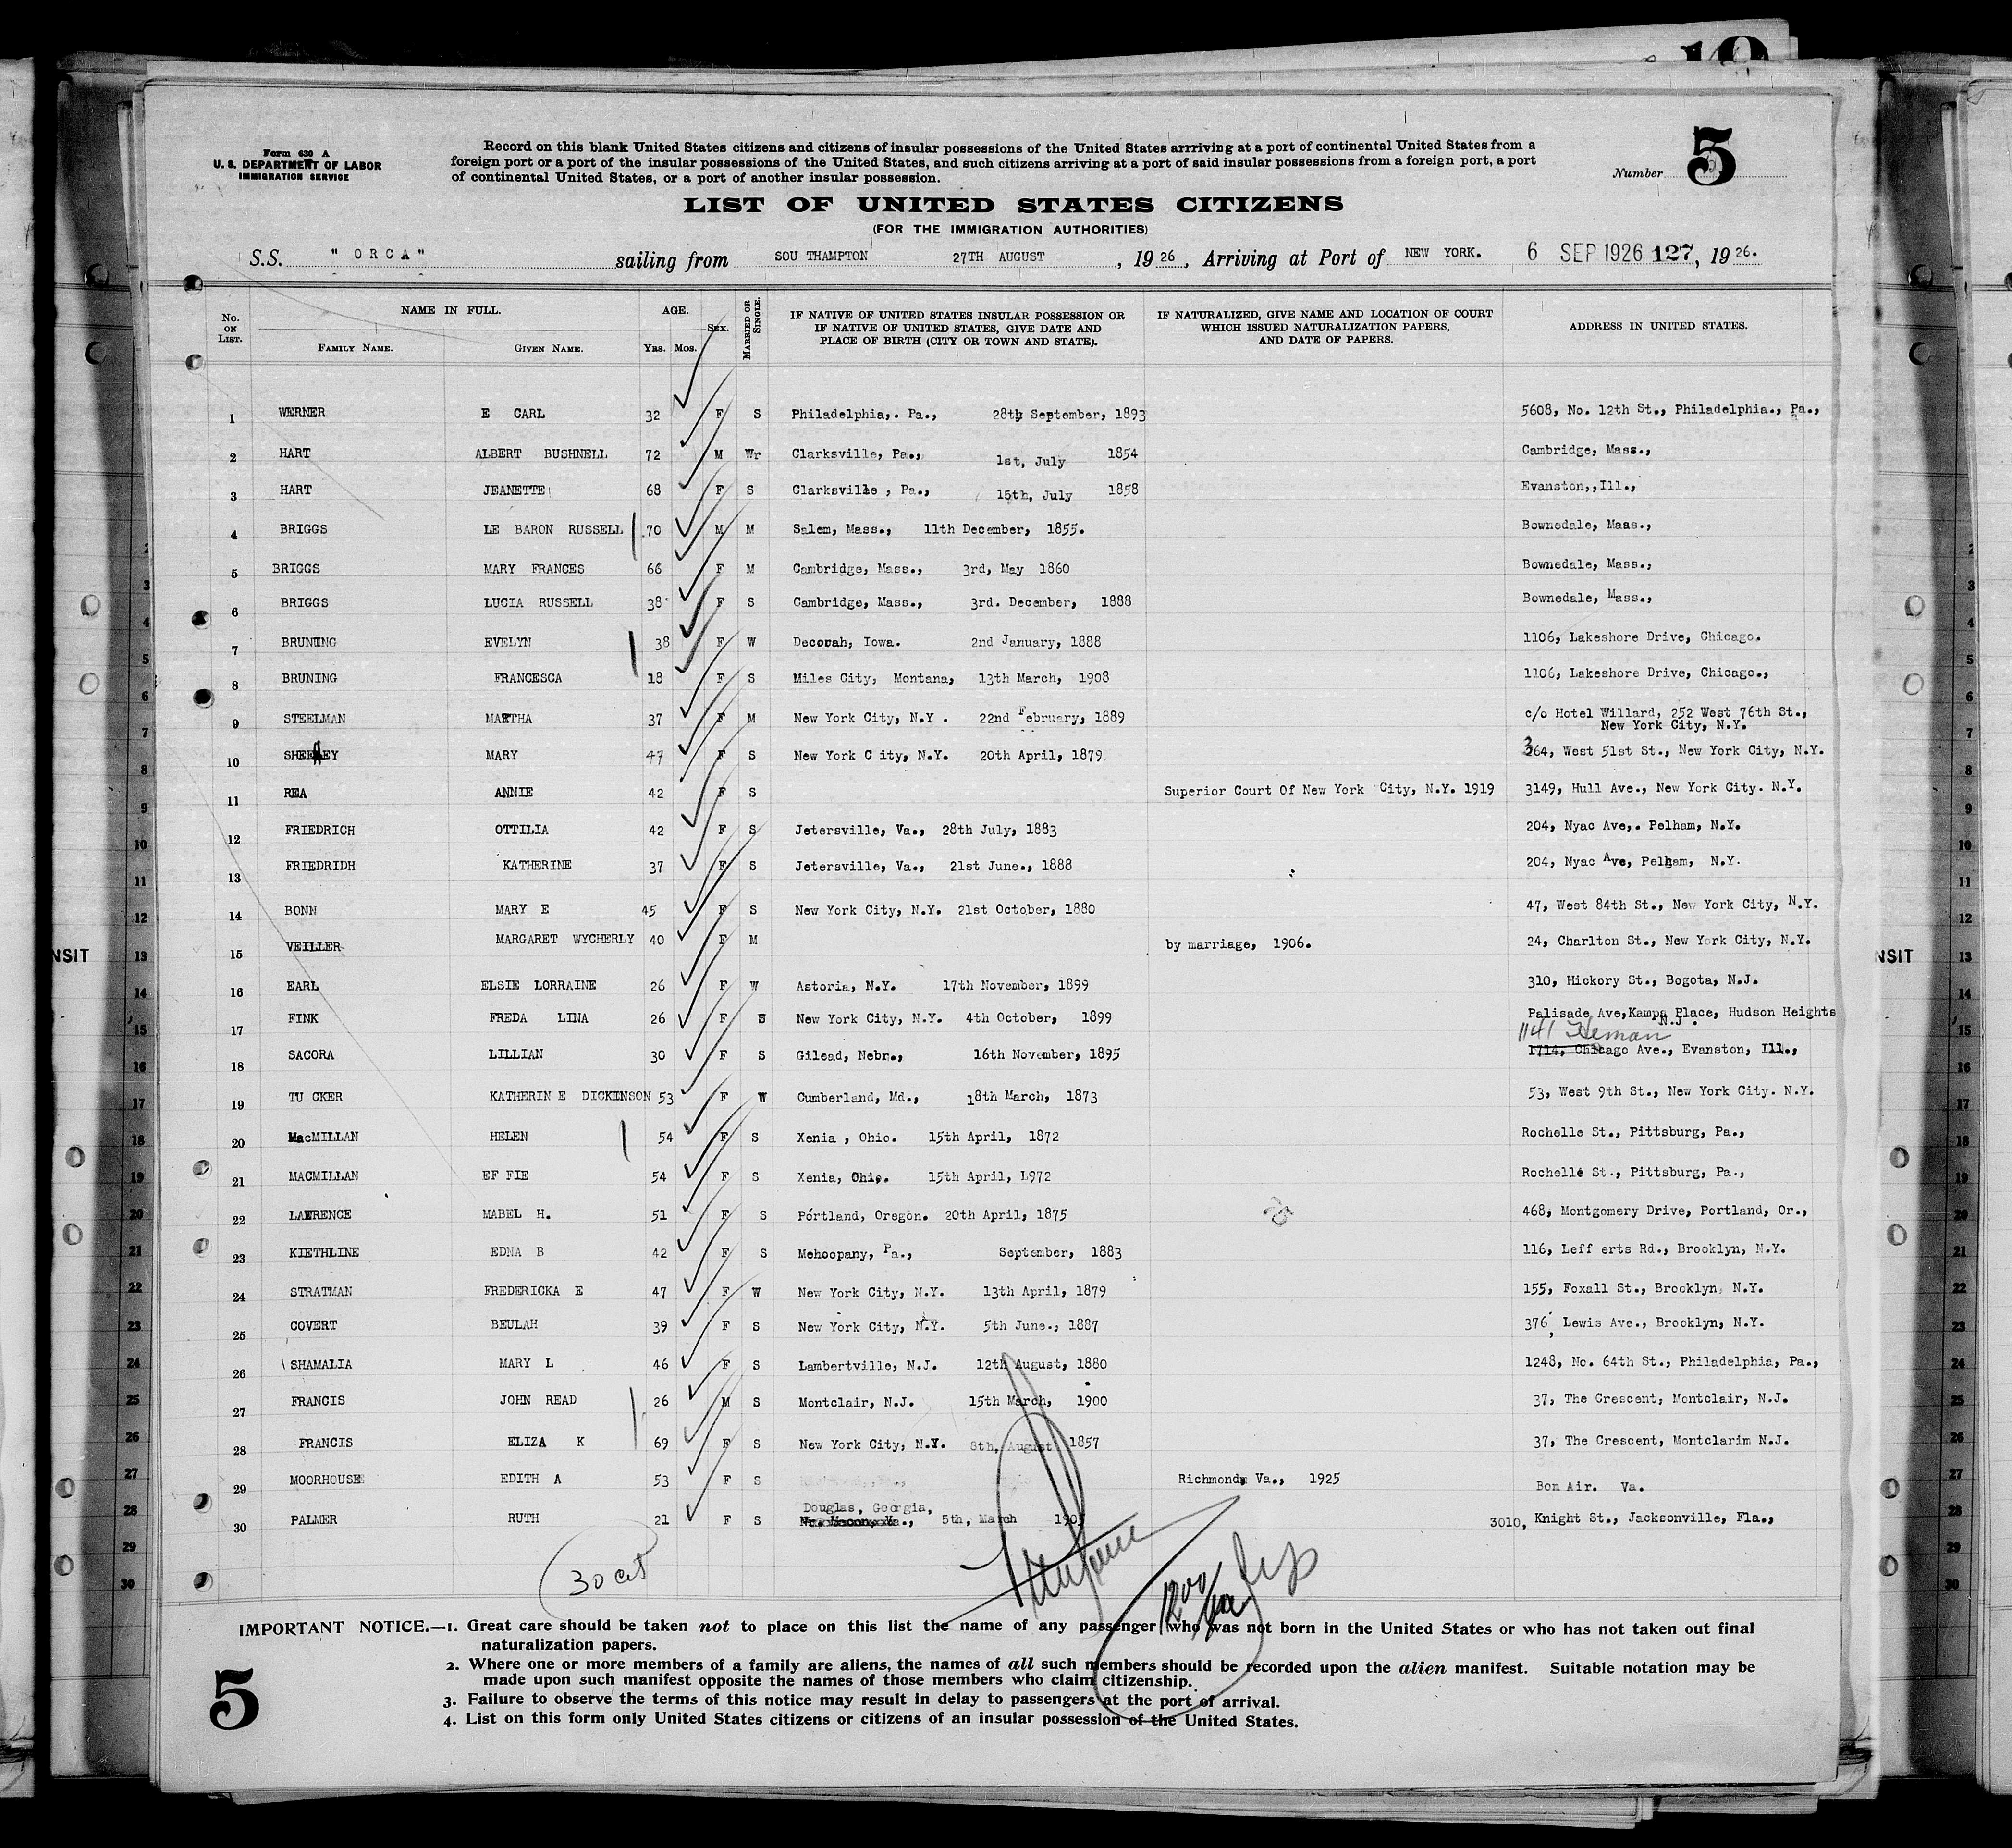 Form 630 A
U. S. DEPARTMENT OF LABOR
IMMIGRATION SERVICE
Record on this blank United States citizens and citizens of insular possessions of the United States arrriving at a port of continental United States from a
foreign port or a port of the insular possessions of the United States, and such citizens arriving at a port of said insular possessions from a foreign port, a port
of continental United States, or a port of another insular possession.
Number 5
LIST OF UNITED STATES CITIZENS
(FOR THE IMMIGRATION AUTHORITIES)
S.S. "ORCA" sailing from SOU THAMPTON 27TH AUGUST , 19 26, Arriving at Port of NEW YORK. 6 SEP 1926 127, 19 26.
No. ON LIST. NAME IN FULL. FAMILY NAME. GIVEN NAME. AGE. Yrs. Mos. Sex. MARRIED OR SINGLE. IF NATIVE OF UNITED STATES INSULAR POSSESSION OR IF NATIVE OF UNITED STATES, GIVE DATE AND PLACE OF BIRTH (CITY OR TOWN AND STATE). IF NATURALIZED, GIVE NAME AND LOCATION OF COURT WHICH ISSUED NATURALIZATION PAPERS, AND DATE OF PAPERS. ADDRESS IN UNITED STATES.
1 WERNER E CARL 32 F S Philadelphia,. Pa., 28th September, 1893 5608, No. 12th St., Philadelphia., Pa.,
2 HART ALBERT BUSHNELL 72 M Wr Clarksville, Pa., 1st, July 1854 Cambridge, Mass.,
3 HART JEANETTE 68 F S Clarksville , Pa., 15th, July 1858 Evanston,,Ill.,
4 BRIGGS LE BARON RUSSELL 70 M M Salem, Mass., 11th December, 1855. Bownedale, Maas.,
5 BRIGGS MARY FRANCES 66 F M Cambridge, Mass., 3rd, May 1860 Bownedale, Mass.,
6 BRIGGS LUCIA RUSSELL 38 F S Cambridge, Mass., 3rd. December, 1888 Bownedale, Mass.,
7 BRUNING EVELYN 38 F W Decorah, Iowa. 2nd January, 1888 1106, Lakeshore Drive, Chicago.
8 BRUNING FRANCESCA 18 F S Miles City, Montana, 13th March, 1908 1106, Lakeshore Drive, Chicago.,
9 STEELMAN MARTHA 37 F M New York City, N.Y . 22nd February, 1889 c/o Hotel Willard, 252 West 76th St., New York City, N.Y.
10 MARY 47 F S New York C ity, N.Y. 20th April, 1879 364, West 51st St., New York City, N.Y.
11 REA ANNIE 42 F S Superior Court Of New York City, N.Y. 1919 3149, Hull Ave., New York City. N.Y.
12 FRIEDRICH OTTILIA 42 F S Jetersville, Va., 28th July, 1883 204, Nyac Ave,. Pelham, N.Y.
13 FRIEDRIDH KATHERINE 37 F S Jetersville, Va., 21st June., 1888 204, Nyac Ave, Pelham, N.Y.
14 BONN MARY E 45 F S New York City, N.Y. 21st October, 1880 47, West 84th St., New York City, N.Y.
15 VEILLER MARGARET WYCHERLY 40 F M by marriage, 1906. 24, Charlton St., New York City, N.Y.
16 EARL ELSIE LORRAINE 26 F W Astoria, N.Y. 17th November, 1899 310, Hickory St., Bogota, N.J.
17 FINK FREDA LINA 26 F S New York City, N.Y. 4th October, 1899 Palisade Ave,Kamps Place, Hudson Heights N.J.
1141
18 SACORA LILLIAN 30 F S Gilead, Nebr., 16th November, 1895 1714, Chicago Ave., Evanston, Ill.,
19 TU CKER KATHERIN E DICKINSON 53 F W Cumberland, Md., 18th March, 1873 53, West 9th St., New York City. N.Y.
20 MacMILLAN HELEN 54 F S Xenia , Ohio. 15th April, 1872 Rochelle St., Pittsburg, Pa.,
21 MACMILLAN EF FIE 54 F S Xenia, Ohio. 15th April, 1972 Rochelle St., Pittsburg, Pa.,
22 LAWRENCE MABEL H. 51 F S Portland, Oregon. 20th April, 1875 468, Montgomery Drive, Portland, Or.,
23 KIETHLINE EDNA B 42 F S Mehoopany, Pa., September, 1883 116, Leff erts Rd., Brooklyn, N.Y.
24 STRATMAN FREDERICKA E 47 F W New York City, N.Y. 13th April, 1879 155, Foxall St., Brooklyn, N.Y.
25 COVERT BEULAH 39 F S New York City, N.Y. 5th June., 1887 376, Lewis Ave., Brooklyn, N.Y.
26 SHAMALIA MARY L 46 F S Lambertville, N.J. 12th August, 1880 1248, No. 64th St., Philadelphia, Pa.,
27 FRANCIS JOHN READ 26 M S Montclair, N.J. 15th March, 1900 37, The Crescent, Montclair, N.J.
28 FRANCIS ELIZA K 69 F S New York City, N.Y. 8th, August 1857 37, The Crescent, Montclarim N.J.
29 MOORHOUSE EDITH A 53 F S Richmond, Va., 1925 Bon Air. Va.
30 PALMER RUTH 21 F S Douglas, Georgia, 5th, March 1905 3010, Knight St., Jacksonville, Fla.,
30 cit
IMPORTANT NOTICE.—1. Great care should be taken not to place on this list the name of any passenger who was not born in the United States or who has not taken out final
naturalization papers.
2. Where one or more members of a family are aliens, the names of all such members should be recorded upon the alien manifest. Suitable notation may be
made upon such manifest opposite the names of those members who claim citizenship.
3. Failure to observe the terms of this notice may result in delay to passengers at the port of arrival.
4. List on this form only United States citizens or citizens of an insular possession of the United States.
5